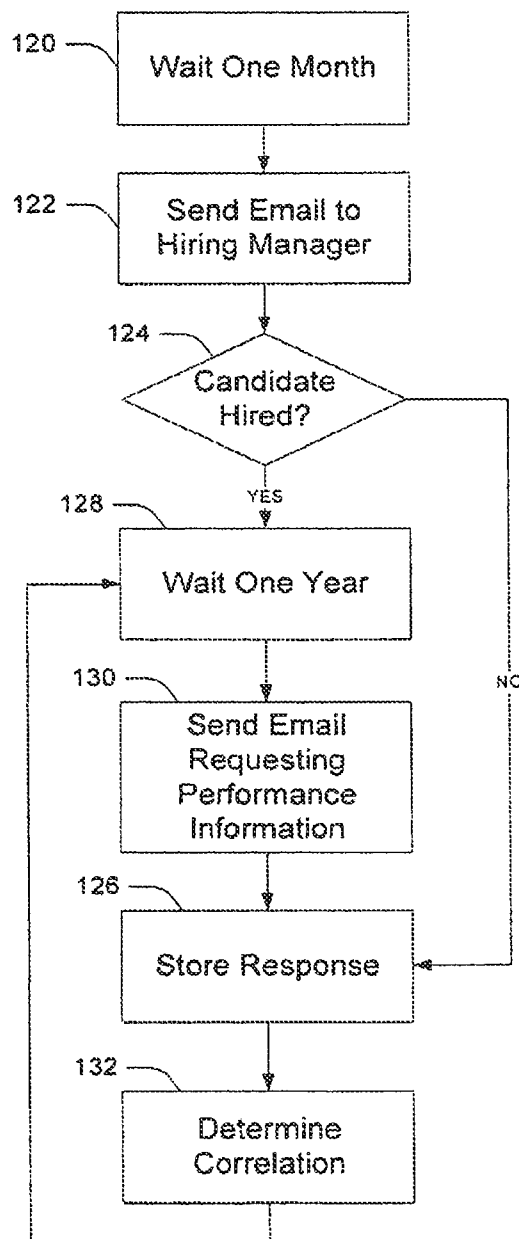 120
Wait One Month
122
Send Email to
Hiring Manager
124
Candidate
Hired?
YES
128
Wait One Year
NO
130
Send Email
Requesting
Performance
Information
126
Store Response
132
Determine
Correlation